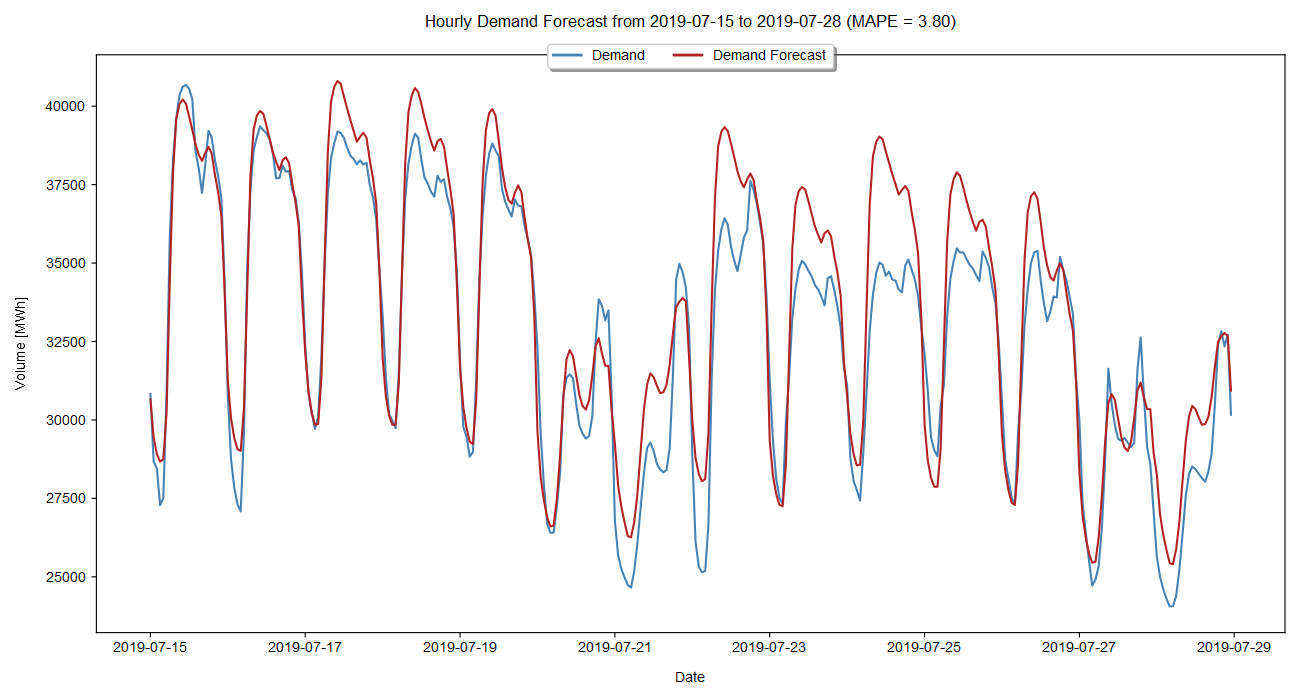 Hourly Demand Forecast from 2019-07-15 to 2019-07-28 (MAPE = 3.80)
Demand Demand Forecast
40000
37500
35000
32500
30000
27500
25000
Volume [MWh]
2019-07-15 2019-07-17 2019-07-19 2019-07-21 2019-07-23 2019-07-25 2019-07-27 2019-07-29
Date